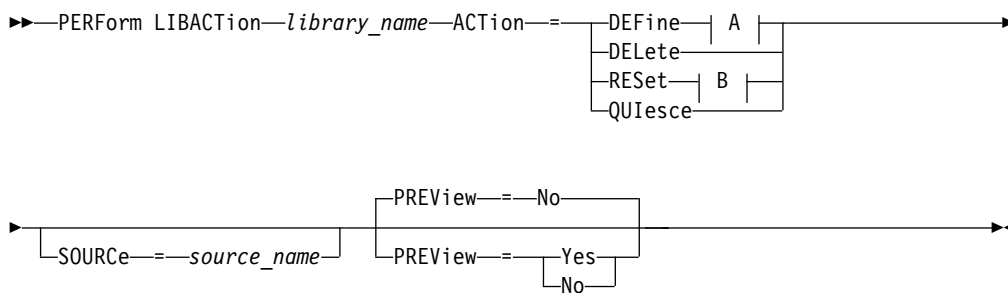 PERForm LIBACTion library_name ACTion = DEFine A
DELete
RESet B
QUIesce
PREView = No
SOURCe = source_name PREView = Yes
No